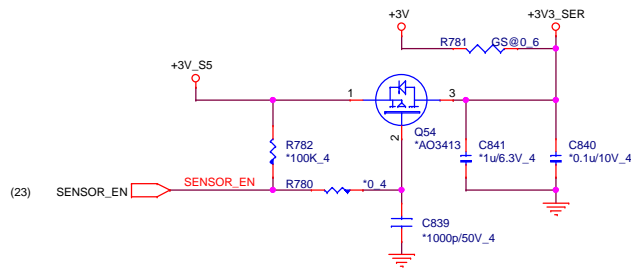 +3V
+3V3_SER
R781
GS@0_6
+3V_S5
1
3
Q54
*AO3413
2
R782
*100K_4
C841
*1u/6.3V_4
C840
*0.1u/10V_4
(23)
SENSOR_EN
SENSOR_EN
R780
*0_4
C839
*1000p/50V_4